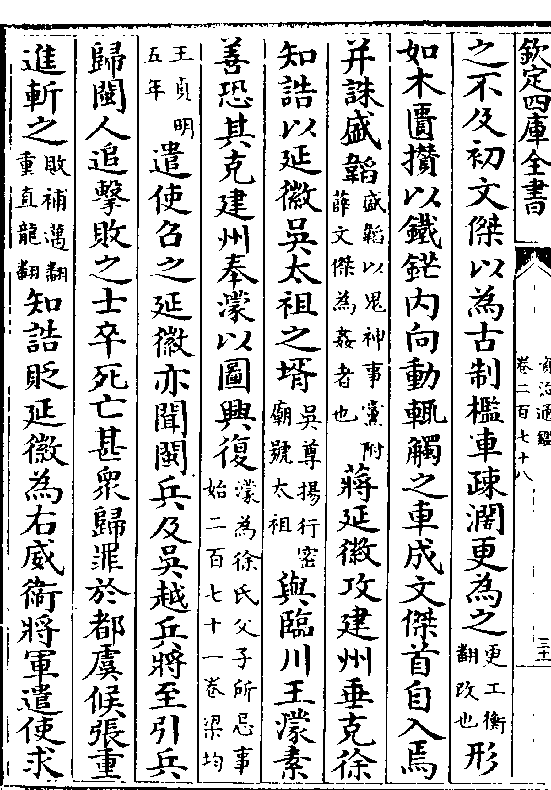 欽定四庫全書
資治通鑑
卷二百七十八
之不及初文傑以為古制檻車疎濶更為之更工衡翻改也形
如木匱攢以鐵鋩内向動輒觸之車成文傑首自入焉
并誅盛韜盛韜以鬼神事黨附薛文傑為姦者也蔣延徽攻建州垂克徐
知誥以延徽吳太祖之壻吳尊揚行密廟號太祖與臨川王濛素
善恐其克建州奉濛以圖興復濛為徐氏父子所忌事始二百七十一卷梁均
王貞明五年遣使召之延徽亦聞閩兵及吳越兵將至引兵
歸閩人追擊敗之士卒死亡甚衆歸罪於都虞候張重
進斬之敗補邁翻重直龍翻知誥貶延徽為右威衛將軍遣使求